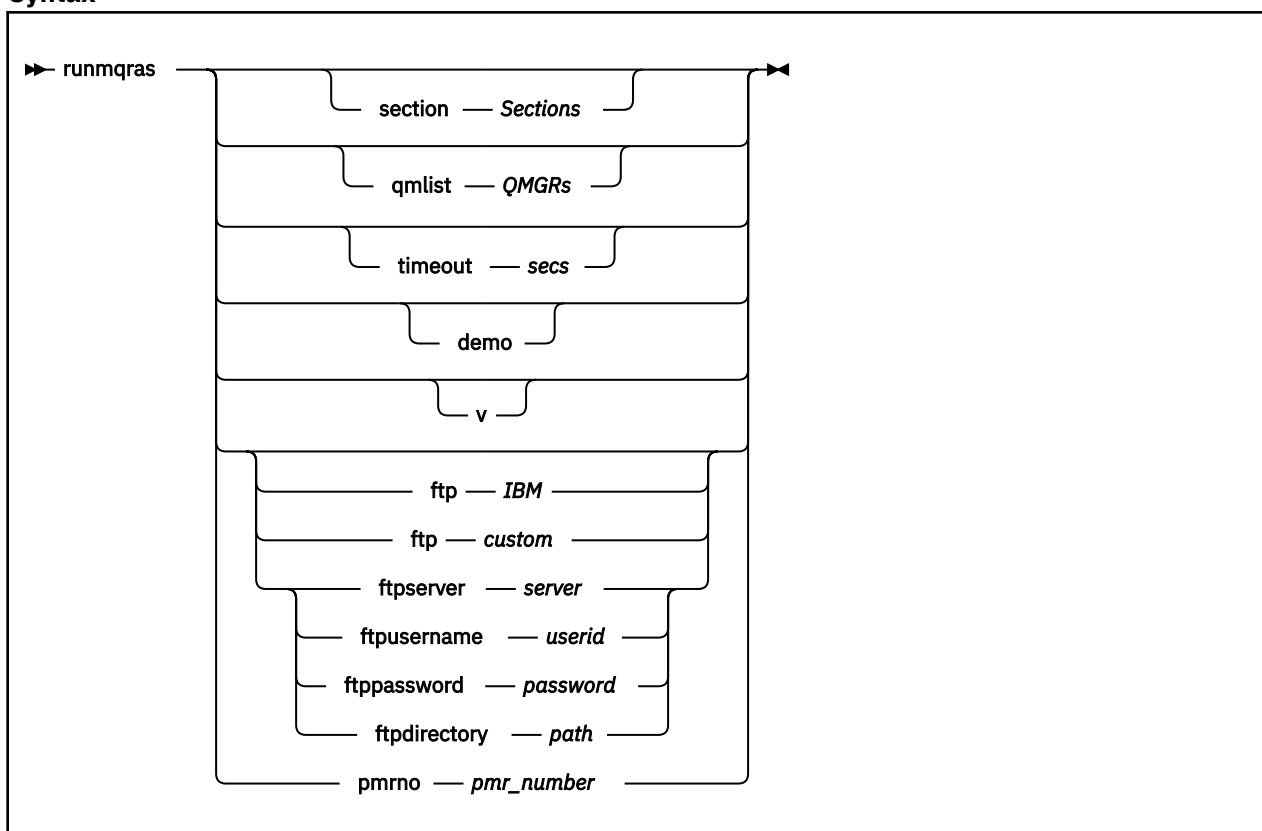 Syntax
runmqras
section Sections
qmlist QMGRs
timeout secs
demo
v
ftp IBM
ftp custom
ftpserver server
ftpusername userid
ftppassword password
ftpdirectory path
pmrno pmr_number